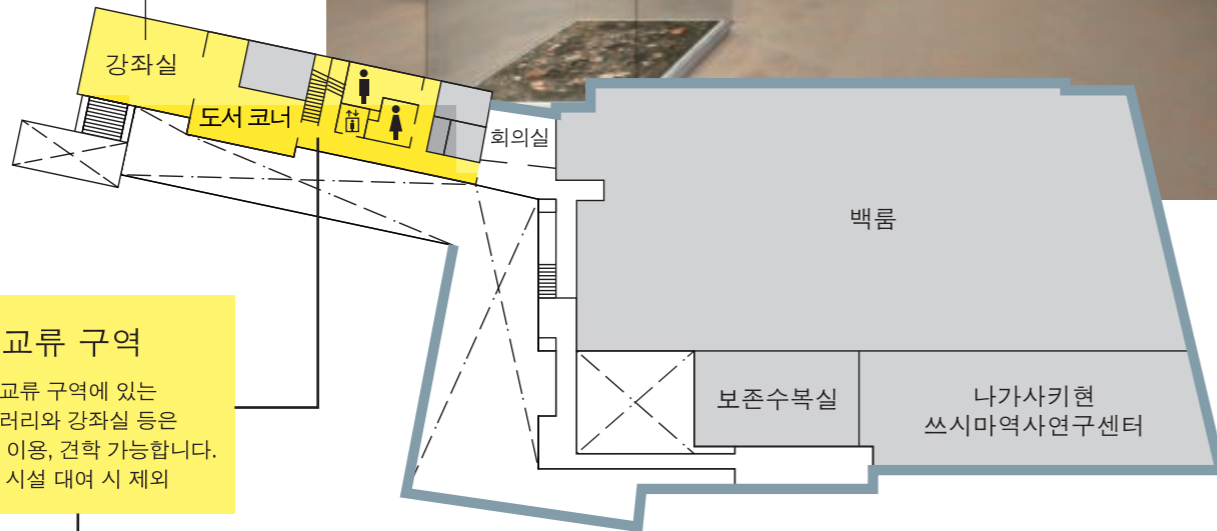 강좌실
도서 코너
회의실
백룸
교류 구역
교류 구역에 있는
러리와 강좌실 등은
이용, 견학 가능합니다.
시설 대여 시 제외
보존수복실
나가사키현
쓰시마역사연구센터